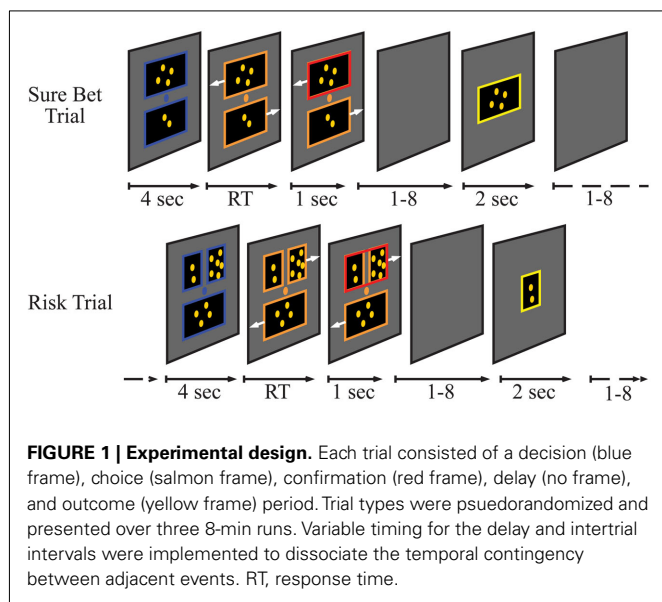 Sure Bet
Trial
4 sec RT 1 sec 1-8 2 sec 1-8
Risk Trial
4 sec RT 1 sec 1-8 2 sec 1-8
FIGURE 1 | Experimental design. Each trial consisted of a decision (blue
frame), choice (salmon frame), confirmation (red frame), delay (no frame),
and outcome (yellow frame) period. Trial types were psuedorandomized and
presented over three 8-min runs. Variable timing for the delay and intertrial
intervals were implemented to dissociate the temporal contingency
between adjacent events. RT, response time.